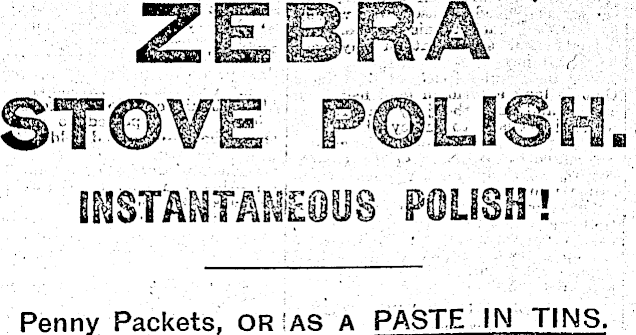 ZEBRA
STOVE POLISH.
INSTANTANEOUS POLISH!
Penny Packets, OR AS A PASTE IN TINS.